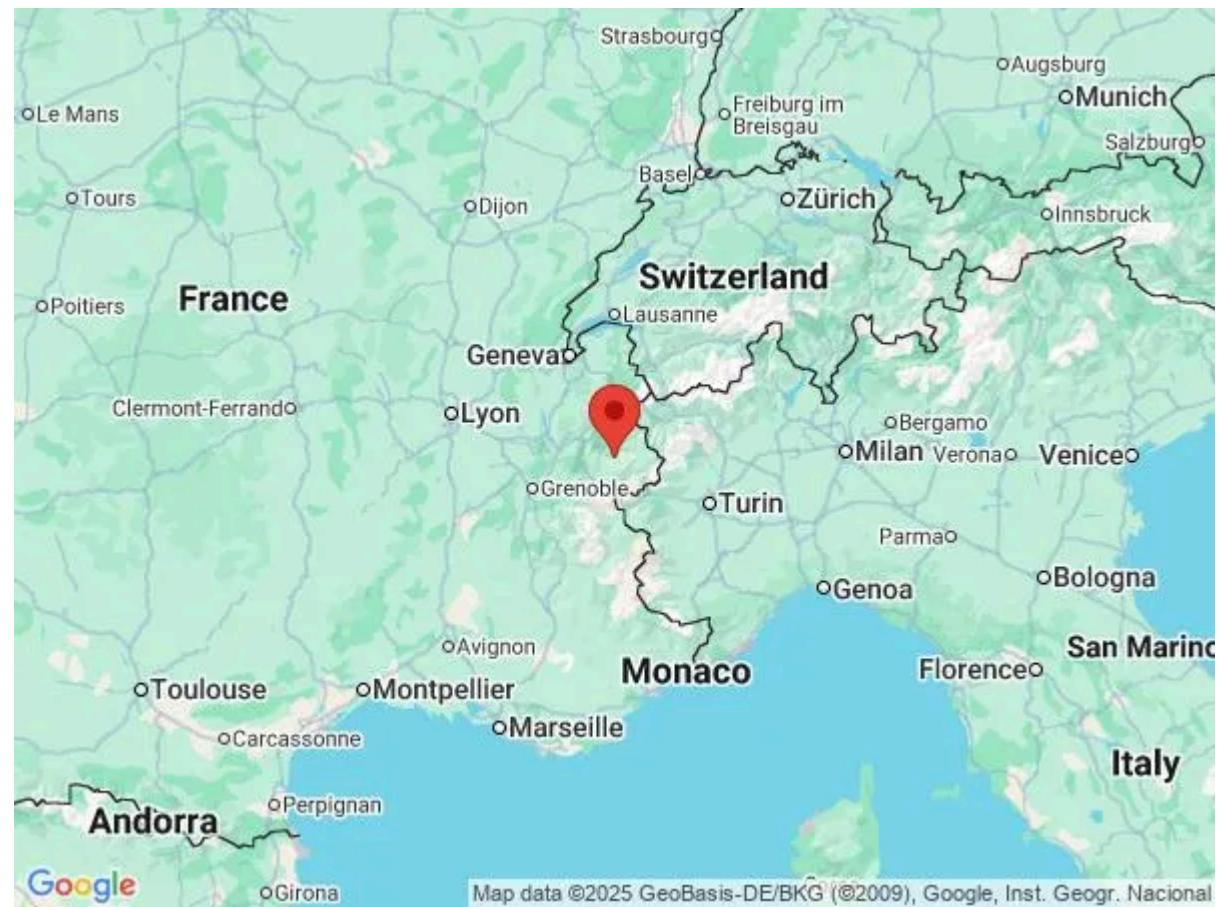 Strasbourg
Augsburg
Munich
Le Mans
Freiburg im
Breisgau
Salzburg
Basel
Tours
Zürich
Dijon
Innsbruck
Switzerland
France
Poitiers
Lausanne
Geneva
Clermont-Ferrand
Lyon
Bergamo
Milan
Verona
Venice
Grenoble
Turin
Parma
Bologna
Genoa
Avignon
San Marino
Monaco
Florence
Toulouse
Montpellier
Marseille
Carcassonne
Italy
Perpignan
Andorra
Google
Girona
Map data ©2025 GeoBasis-DE/BKG (©2009), Google, Inst. Geogr. Nacional